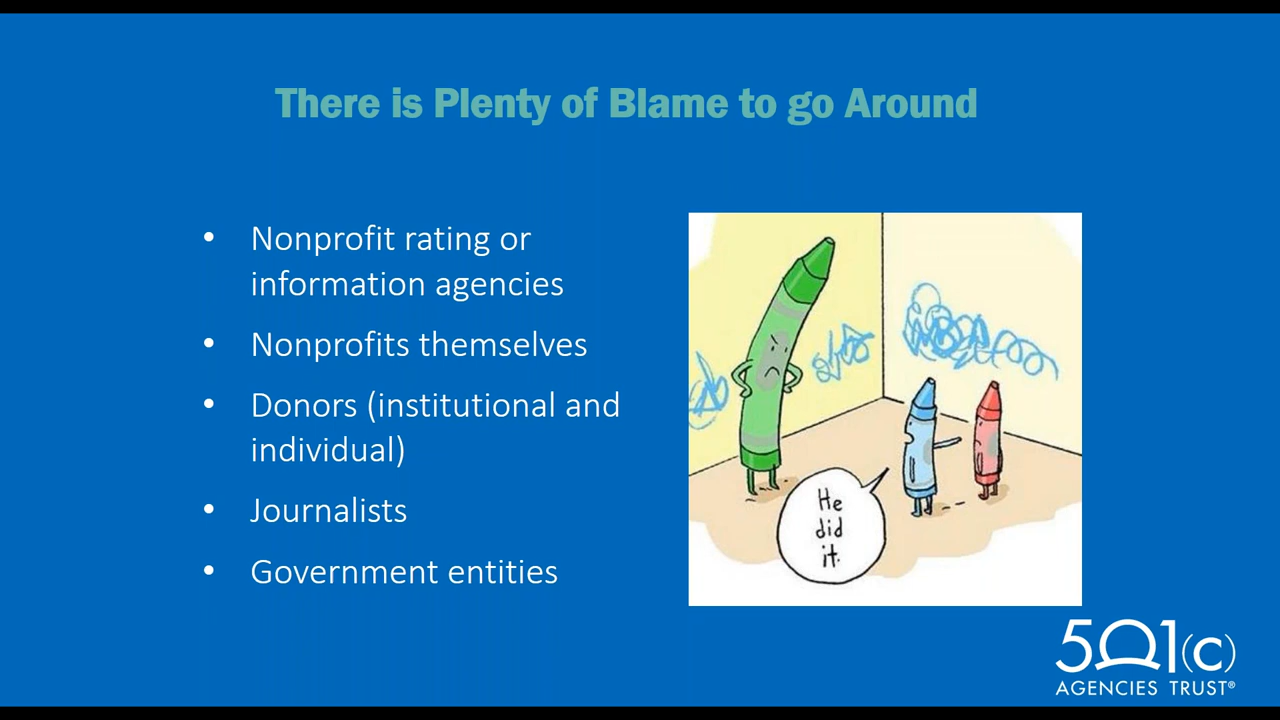 There is Plenty of Blame to go Around
• Nonprofit rating or
information agencies
• Nonprofits themselves
• Donors (institutional and
individual)
• Journalists
• Government entities
He
did
it.
501(c)
AGENCIES TRUST®